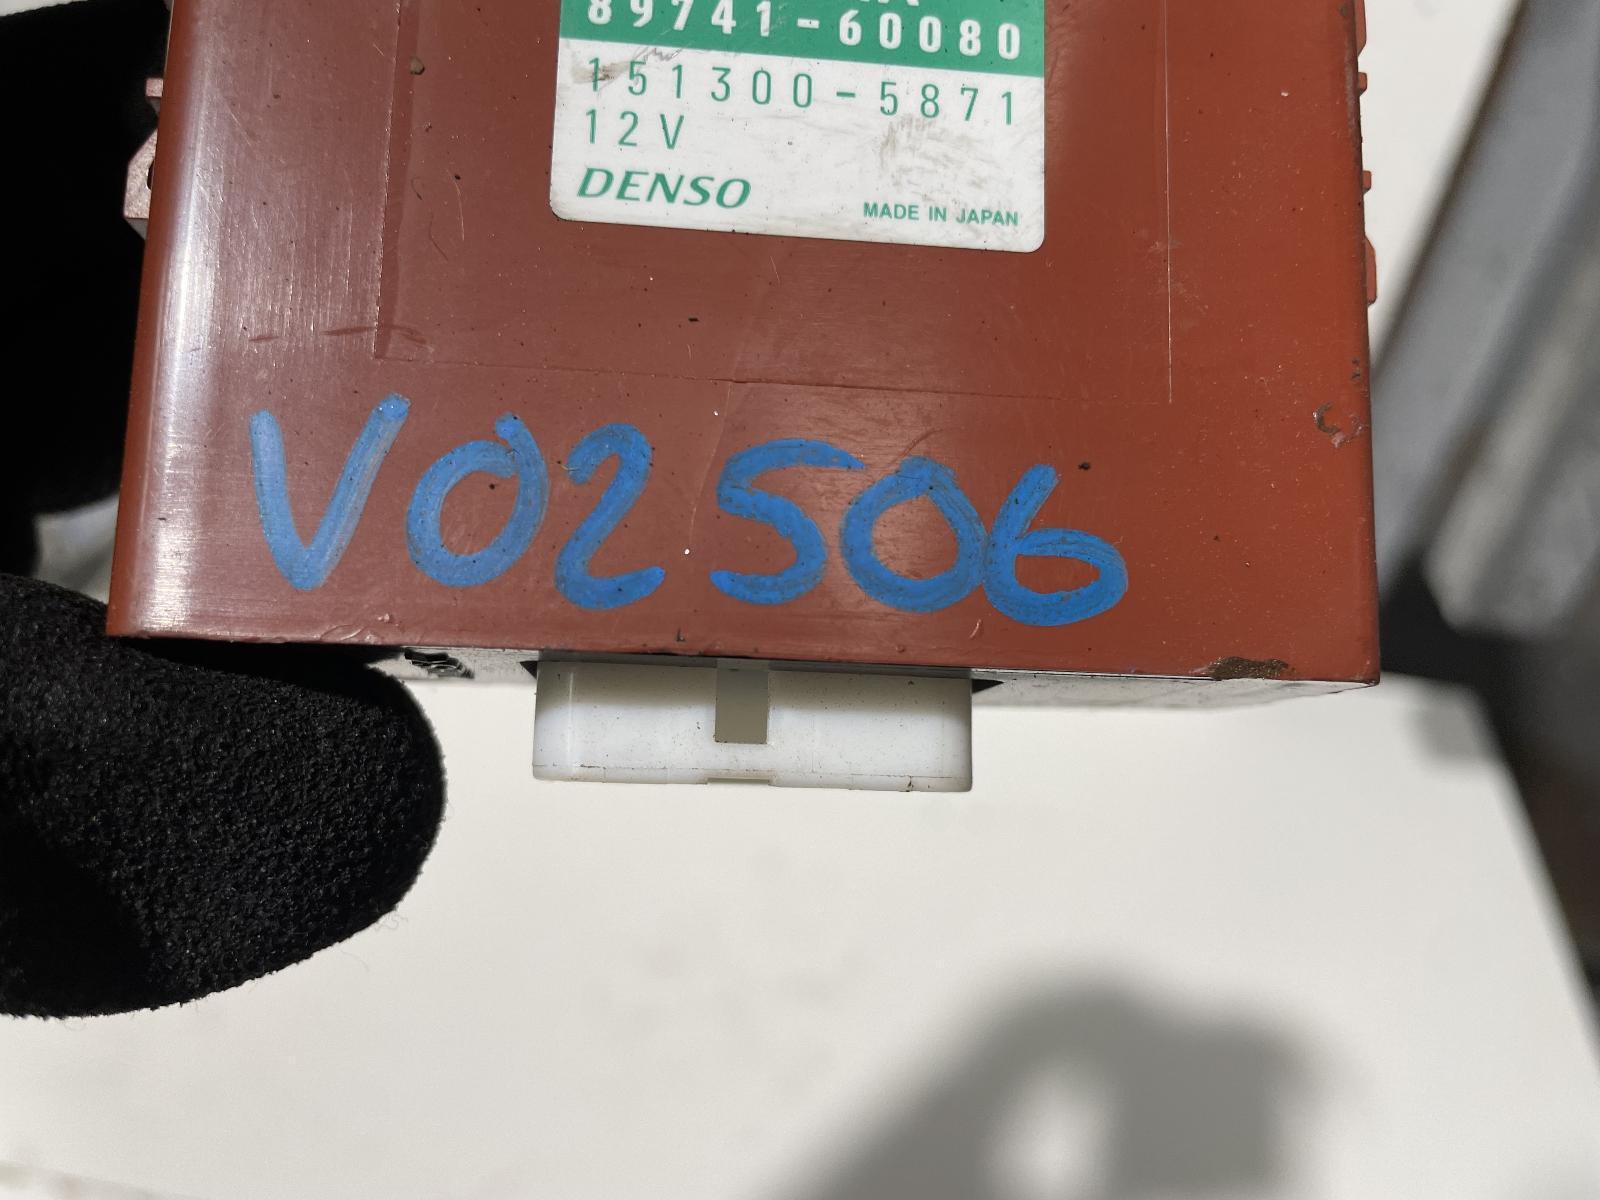 89741-60080
151300-5871
12V
DENSO
MADE IN JAPAN
V02506